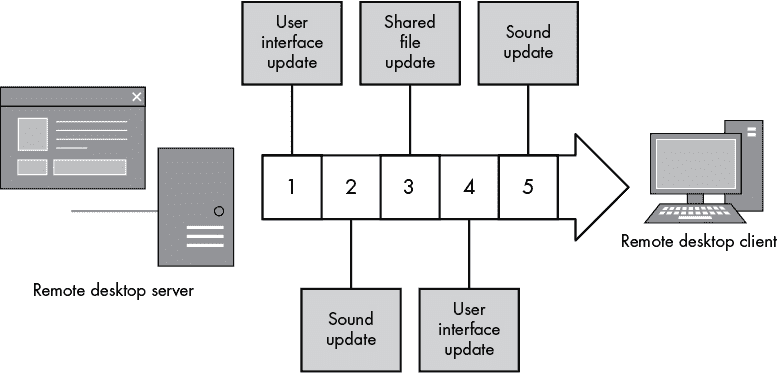 User
interface
update
Shared
file
update
Sound
update
1
2
3
4
5
Remote desktop client
Remote desktop server
Sound
update
User
interface
update